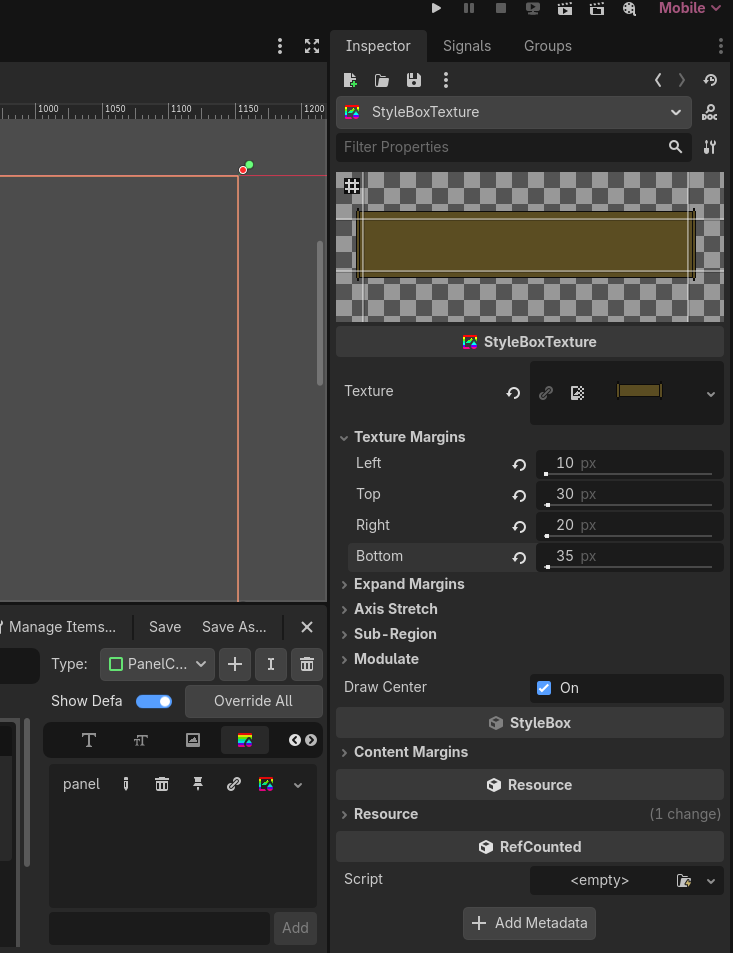 Mobile
Inspector Signals Groups
StyleBoxTexture
Filter Properties
1000 1050 1100 1150 1200
StyleBoxTexture
Texture
Texture Margins
Left 10 px
Top 30 px
Right 20 px
Bottom 35 px
Expand Margins
Axis Stretch
Sub-Region
Modulate
Draw Center On
StyleBox
Content Margins
Resource
Resource (1 change)
RefCounted
Script <empty>
Add Metadata
Manage Items... Save Save As...
Type: PanelC...
Show Defa Override All
panel
Add